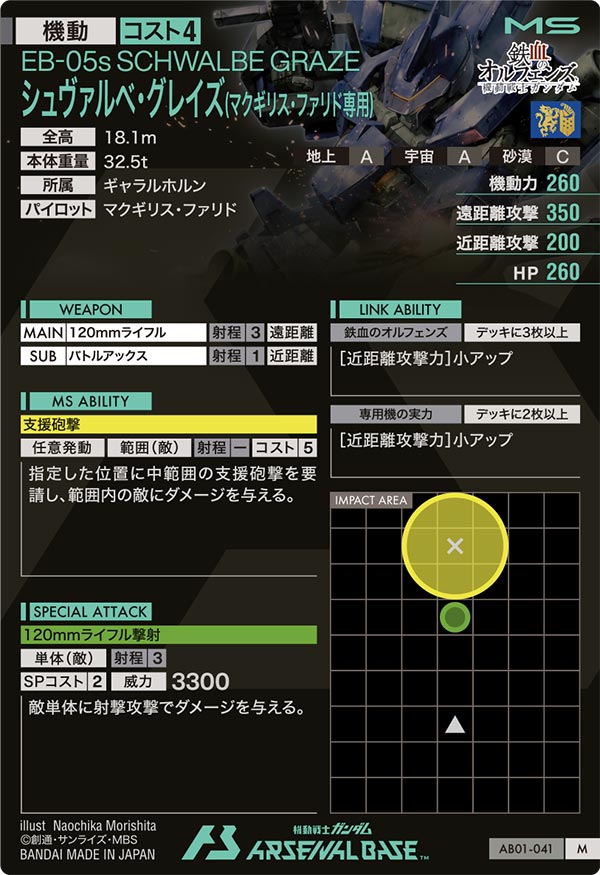 機動 コスト4 MS
EB-05s SCHWALBE GRAZE
シュヴァルベ・グレイズ(マクギリス・ファリド専用)
鉄血の
オルフェンズ
機動戦士ガンダム
全高 18.1m
本体重量 32.5t
所属 ギャラルホルン
パイロット マクギリス・ファリド
地上 A 宇宙 A 砂漠 C
機動力 260
遠距離攻撃 350
近距離攻撃 200
HP 260
WEAPON
MAIN 120mmライフル 射程 3 遠距離
SUB バトルアックス 射程 1 近距離
MS ABILITY
支援砲撃
任意発動 範囲(敵) 射程 ー コスト 5
指定した位置に中範囲の支援砲撃を要
請し、範囲内の敵にダメージを与える。
SPECIAL ATTACK
120mmライフル撃射
単体(敵) 射程 3
SPコスト 2 威力 3300
敵単体に射撃攻撃でダメージを与える。
LINK ABILITY
鉄血のオルフェンズ デッキに3枚以上
[近距離攻撃力]小アップ
専用機の実力 デッキに2枚以上
[近距離攻撃力]小アップ
IMPACT AREA
illust Naochika Morishita
©創通・サンライズ・MBS
BANDAI MADE IN JAPAN
機動戦士ガンダム
ARSENAL BASE™
AB01-041 M